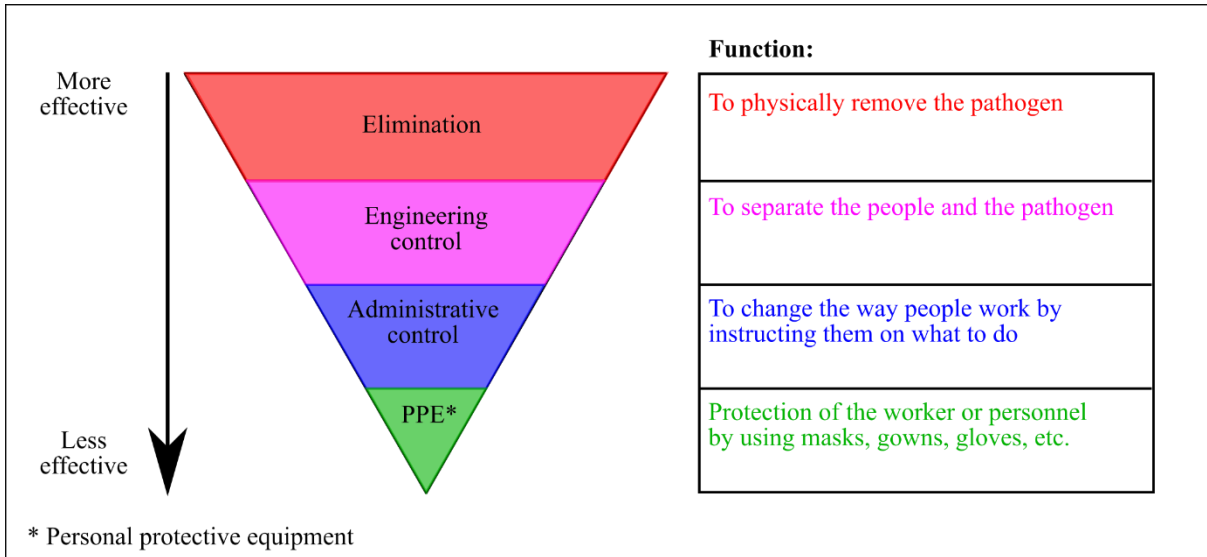 Function:
More
effective
Elimination
To physically remove the pathogen
Engineering
control
To separate the people and the pathogen
Administrative
control
To change the way people work by
instructing them on what to do
PPE*
Protection of the worker or personnel
by using masks, gowns, gloves, etc.
Less
effective
* Personal protective equipment